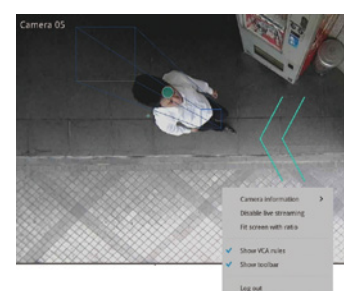 Camera 05
Camera information
Disable live streaming
Fit screen with ratio
Show VCA rules
Show toolbar
Log out